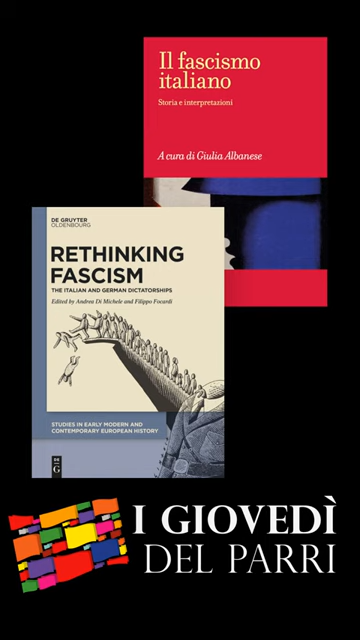 Il fascismo
italiano
Storia e interpretazioni
A cura di Giulia Albanese
DE GRUYTER
OLDENBOURG
RETHINKING
FASCISM
THE ITALIAN AND GERMAN DICTATORSHIPS
Edited by Andrea Di Michele and Filippo Focardi
STUDIES IN EARLY MODERN AND
CONTEMPORARY EUROPEAN HISTORY
DE
G
I GIOVEDÌ
DEL PARRI